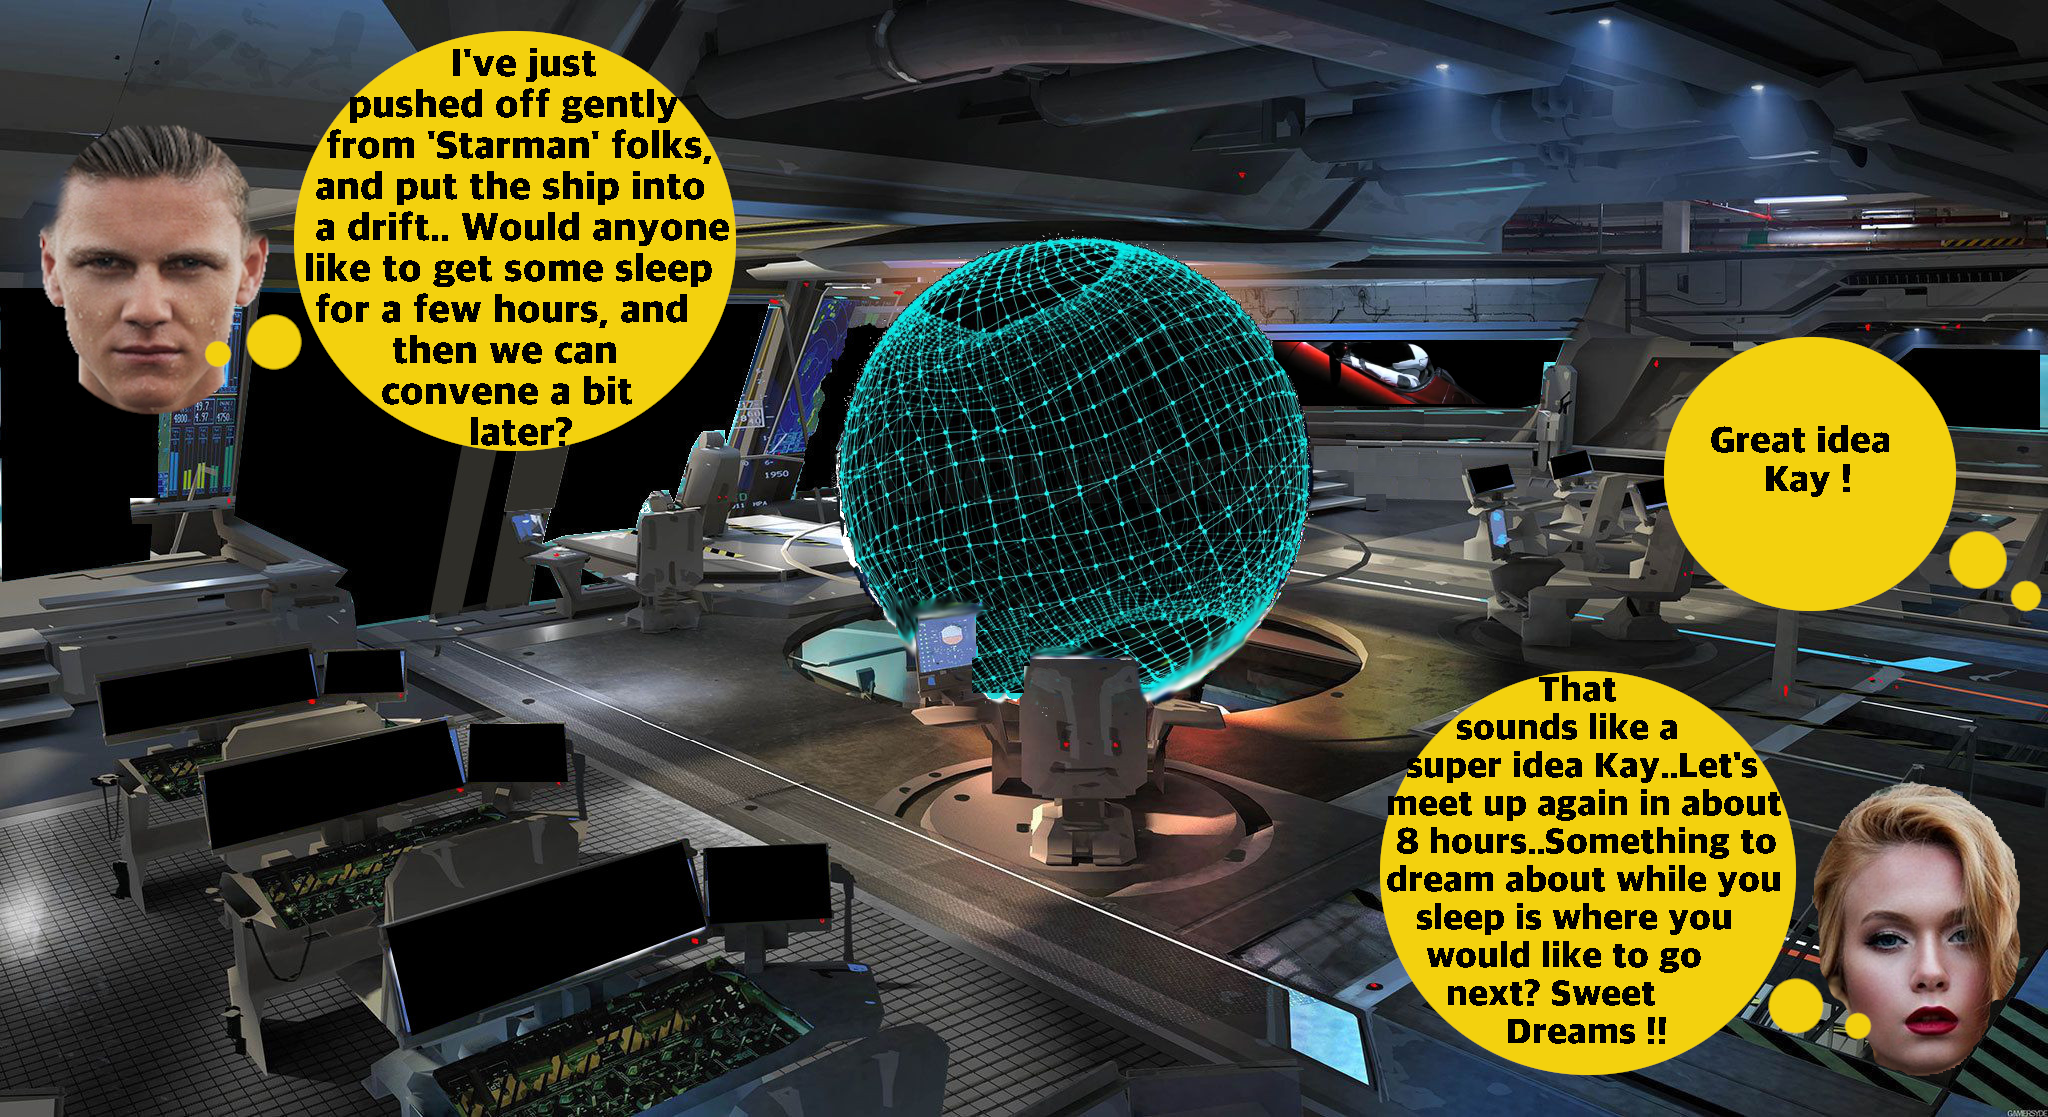 I've just
pushed off gently
from 'Starman' folks,
and put the ship into
a drift.. Would anyone
like to get some sleep
for a few hours, and
then we can
convene a bit
later?
Great idea
Kay !
That
sounds like a
super idea Kay..Let's
meet up again in about
8 hours..Something to
dream about while you
sleep is where you
would like to go
next? Sweet
Dreams !!
1950
GAMERSYDE